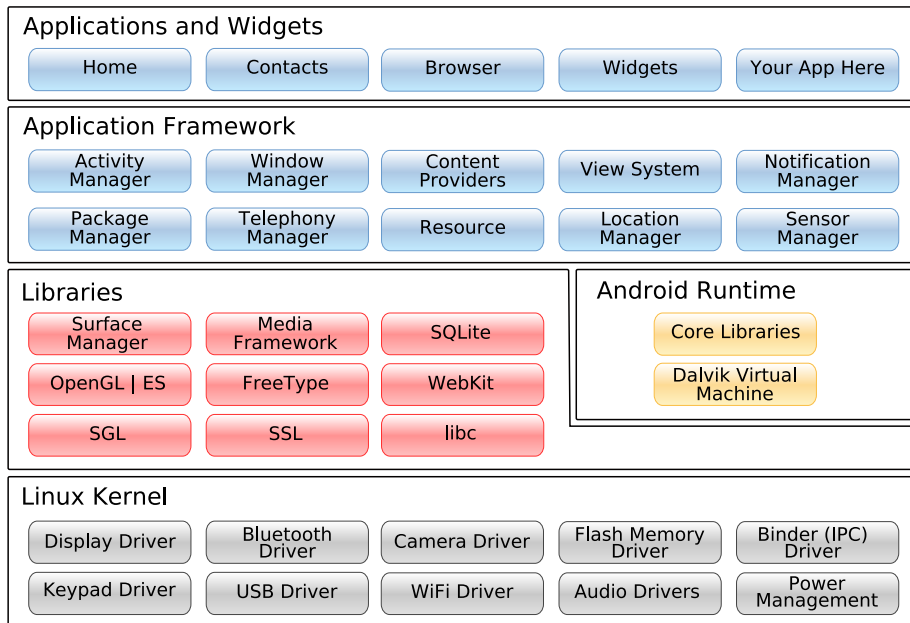 Applications and Widgets
Home
Contacts
Browser
Widgets
Your App Here
Application Framework
Activity
Manager
Window
Manager
Content
Providers
View System
Notification
Manager
Package
Manager
Telephony
Manager
Resource
Location
Manager
Sensor
Manager
Libraries
Surface
Manager
Media
Framework
SQLite
OpenGL | ES
FreeType
WebKit
SGL
SSL
libc
Android Runtime
Core Libraries
Dalvik Virtual
Machine
Linux Kernel
Display Driver
Bluetooth
Driver
Camera Driver
Flash Memory
Driver
Binder (IPC)
Driver
Keypad Driver
USB Driver
WiFi Driver
Audio Drivers
Power
Management